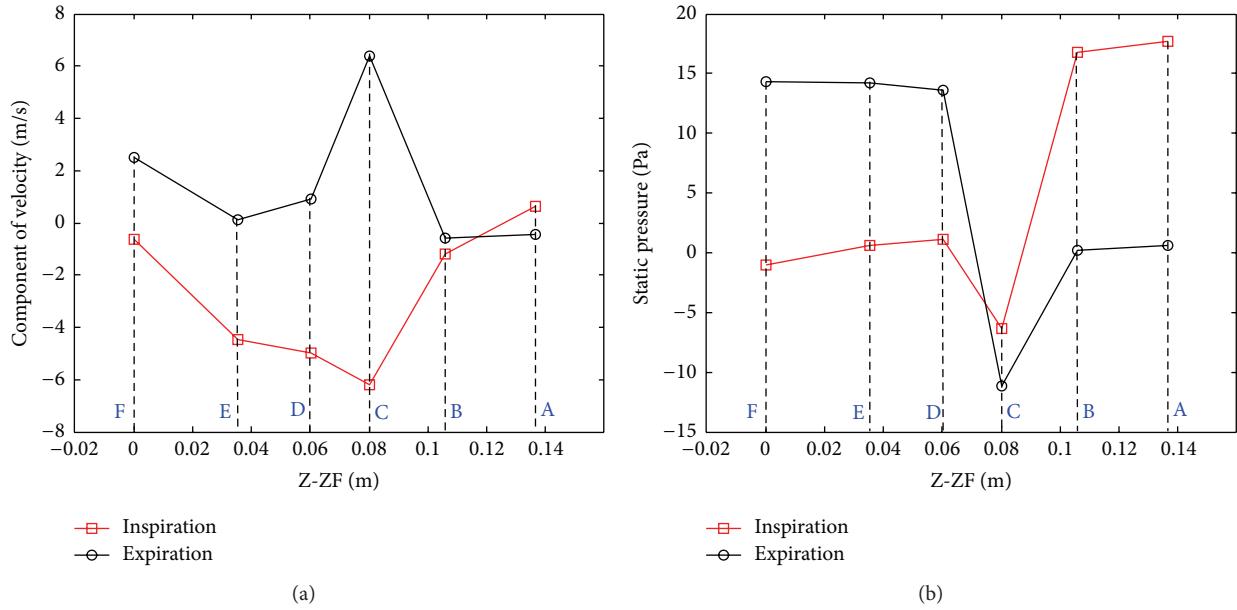 8
6
4
2
0
−2
−4
−6
−8
Component of velocity (m/s)
F E D C B A
−0.02 0 0.02 0.04 0.06 0.08 0.1 0.12 0.14
Z-ZF (m)
Inspiration
Expiration
(a)
20
15
10
5
0
−5
−10
−15
Static pressure (Pa)
F E D C B A
−0.02 0 0.02 0.04 0.06 0.08 0.1 0.12 0.14
Z-ZF (m)
Inspiration
Expiration
(b)